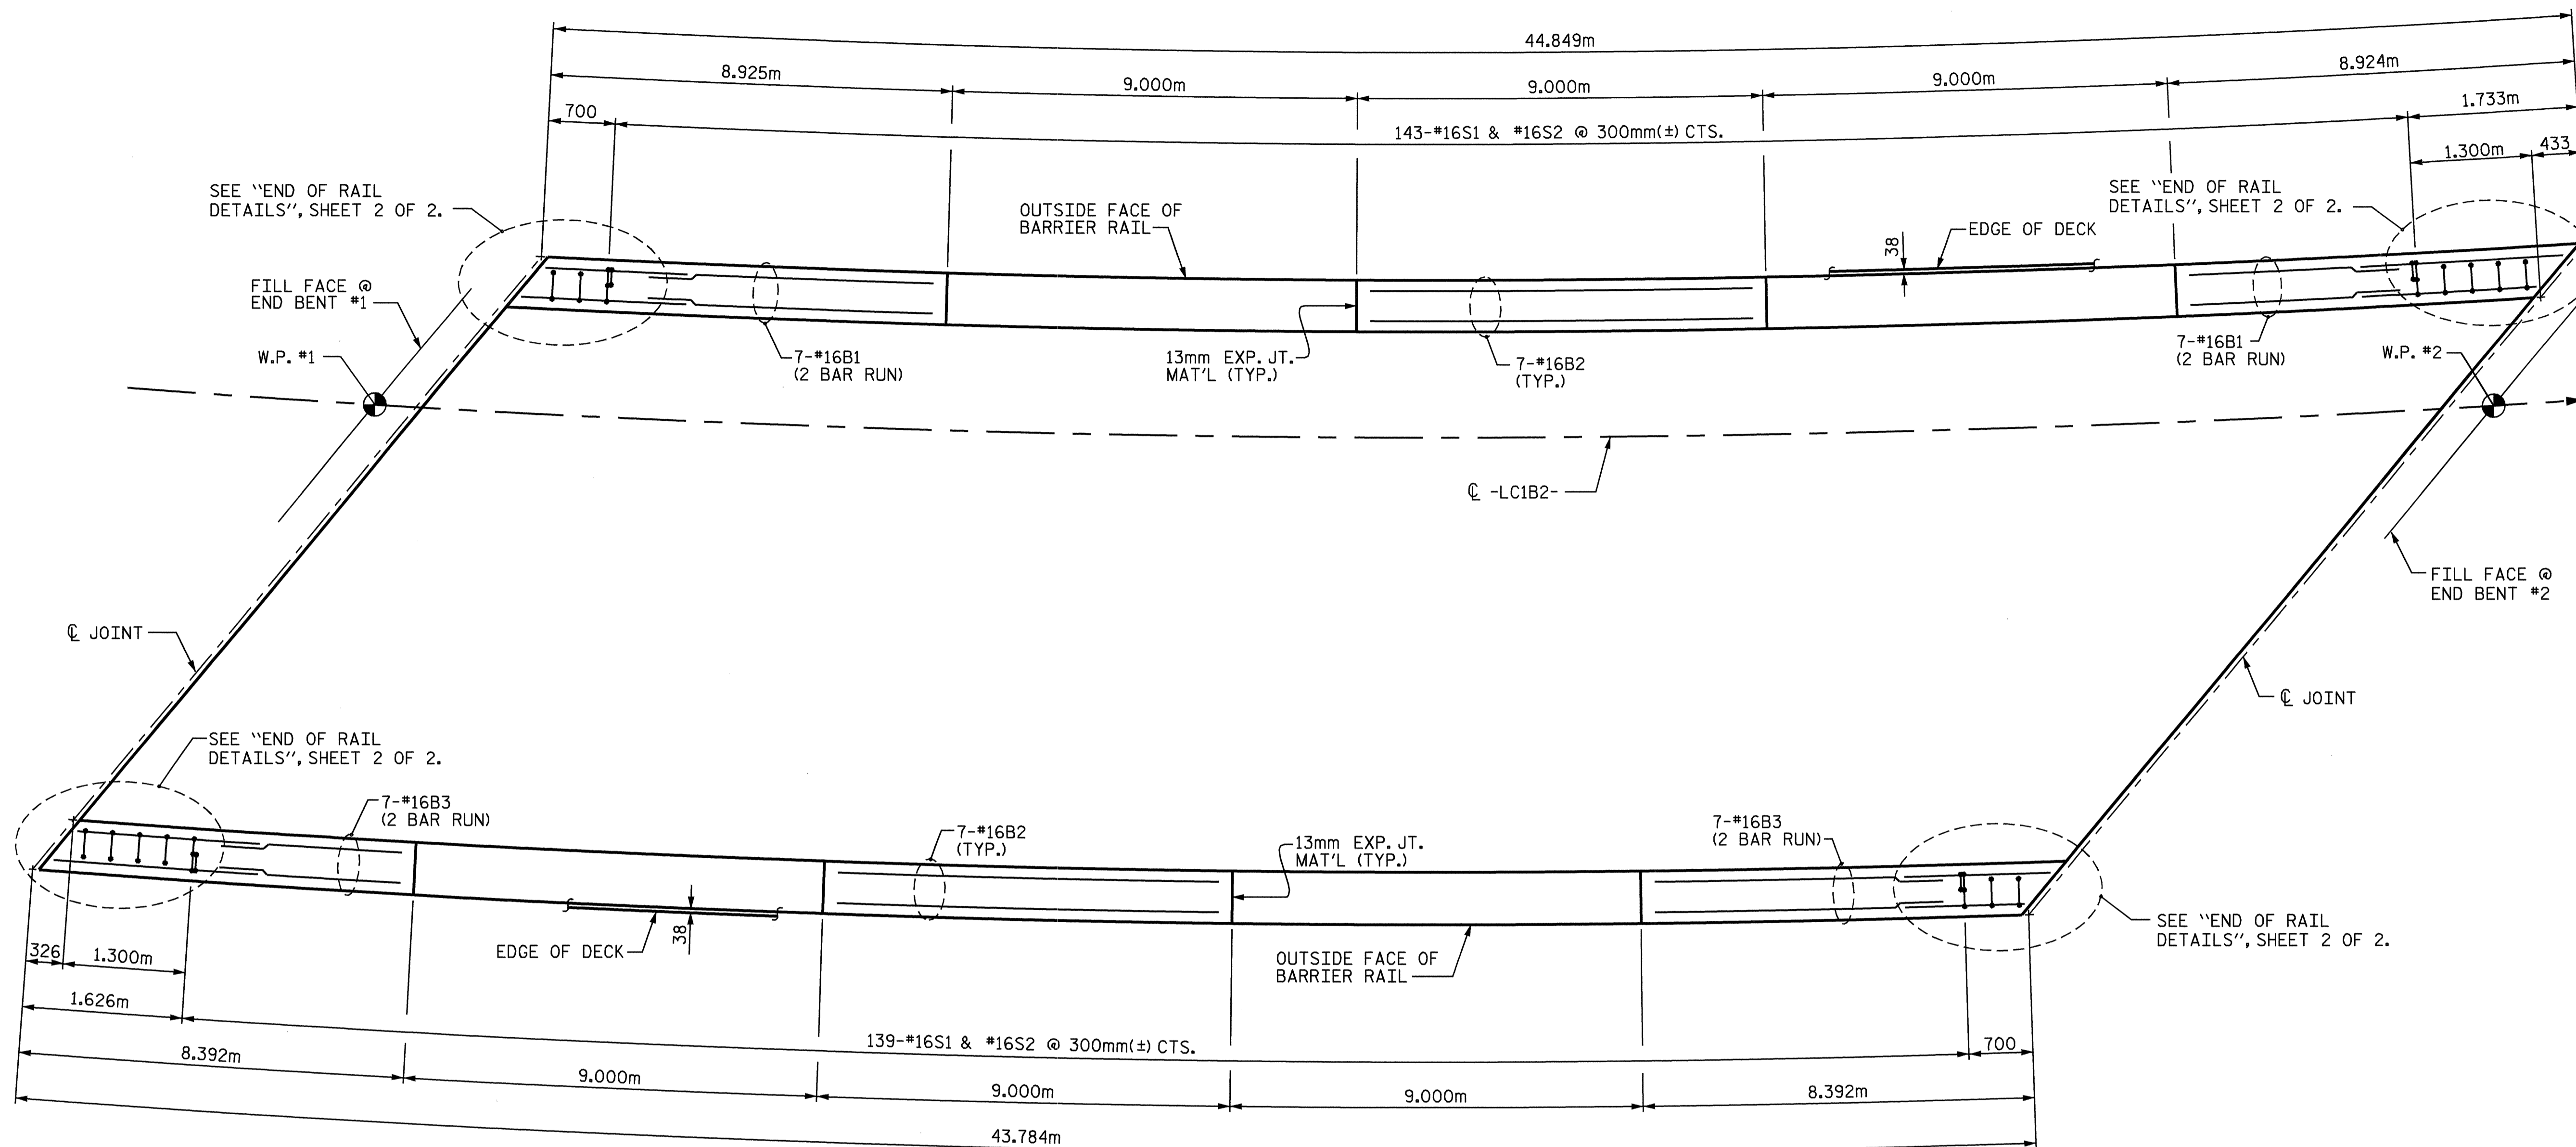 44.849m
8.925m
9.000m
9.000m
9.000m
8.924m
700
143-#16S1 & #16S2 @ 300mm(±) CTS.
1.733m
1.300m
433
SEE "END OF RAIL
DETAILS", SHEET 2 OF 2.
OUTSIDE FACE OF
BARRIER RAIL
38
EDGE OF DECK
SEE "END OF RAIL
DETAILS", SHEET 2 OF 2.
FILL FACE @
END BENT #1
W.P. #1
7-#16B1
(2 BAR RUN)
13mm EXP. JT.
MAT'L (TYP.)
7-#16B2
(TYP.)
7-#16B1
(2 BAR RUN)
W.P. #2
℄ -LC1B2-
FILL FACE @
END BENT #2
℄ JOINT
℄ JOINT
SEE "END OF RAIL
DETAILS", SHEET 2 OF 2.
7-#16B3
(2 BAR RUN)
7-#16B2
(TYP.)
13mm EXP. JT.
MAT'L (TYP.)
7-#16B3
(2 BAR RUN)
SEE "END OF RAIL
DETAILS", SHEET 2 OF 2.
EDGE OF DECK
38
OUTSIDE FACE OF
BARRIER RAIL
326
1.300m
1.626m
139-#16S1 & #16S2 @ 300mm(±) CTS.
700
8.392m
9.000m
9.000m
9.000m
8.392m
43.784m